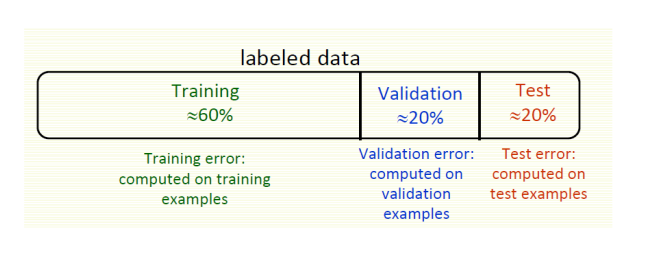 labeled data
Training
≈60%
Validation
≈20%
Test
≈20%
Training error:
computed on training
examples
Validation error:
computed on
validation
examples
Test error:
computed on
test examples